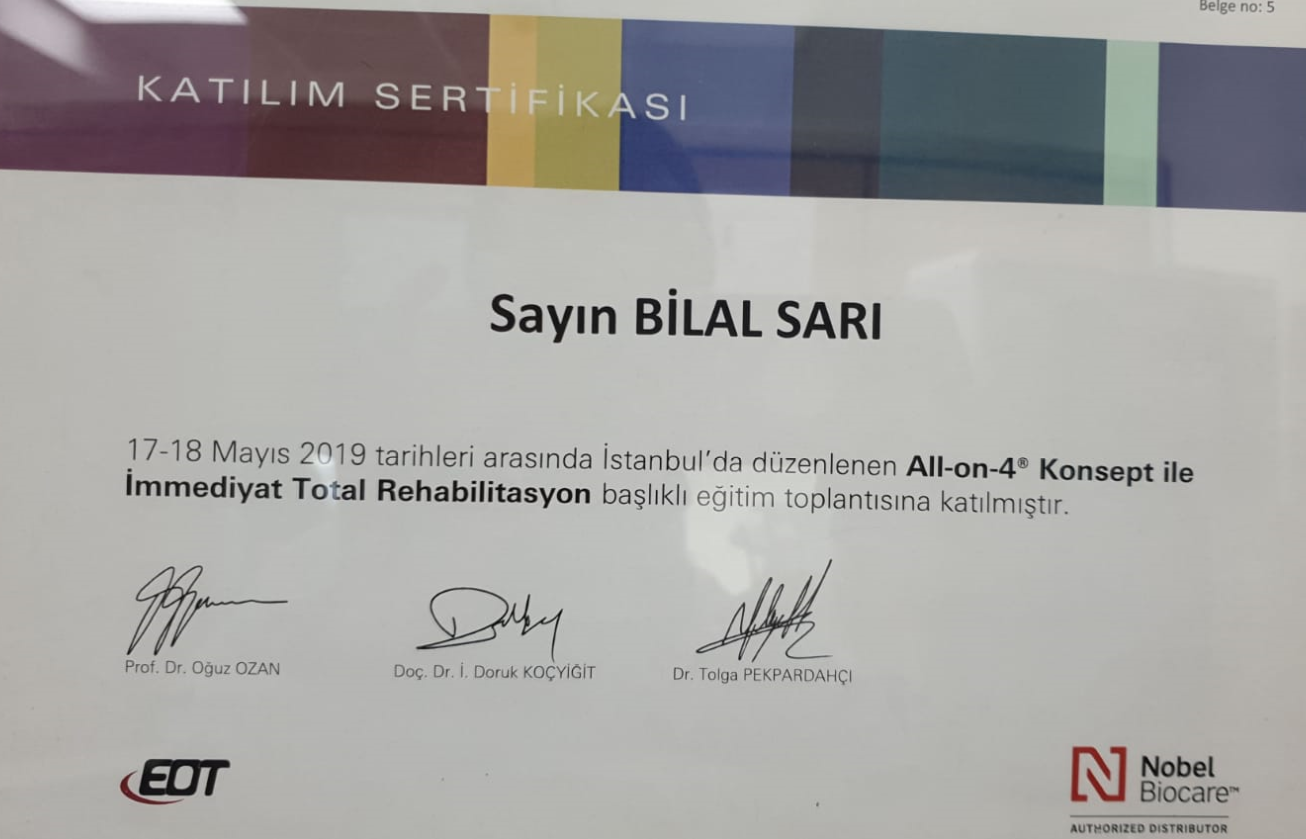 Belge no: 5
KATILIM SERTİFİKASI
Sayın BİLAL SARI
17-18 Mayıs 2019 tarihleri arasında İstanbul'da düzenlenen All-on-4® Konsept ile
İmmediyat Total Rehabilitasyon başlıklı eğitim toplantısına katılmıştır.
Prof. Dr. Oğuz OZAN
Doç. Dr. İ. Doruk KOÇYİĞİT
Dr. Tolga PEKPARDAHÇI
EOT
Nobel
Biocare™
AUTHORIZED DISTRIBUTOR